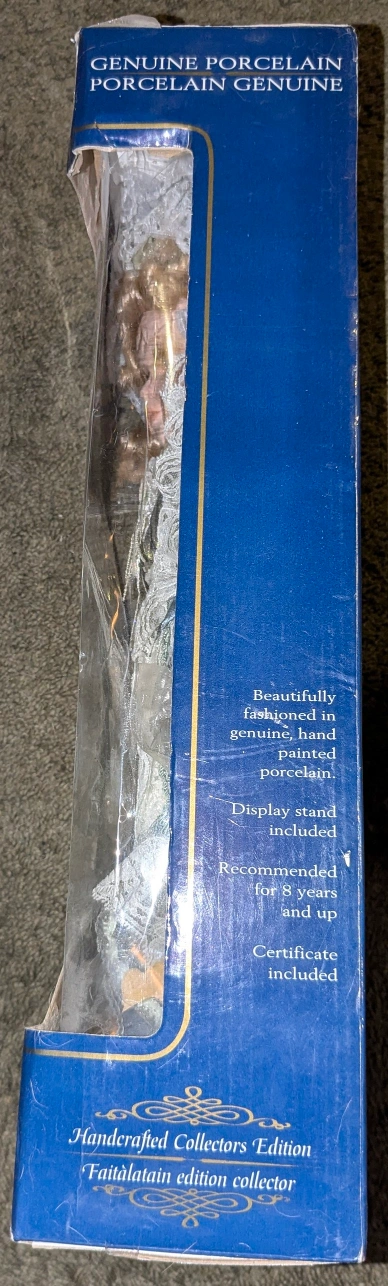 GENUINE PORCELAIN
PORCELAIN GENUINE
Beautifully
fashioned in
genuine, hand
painted
porcelain.
Display stand
included
Recommended
for 8 years
and up
Certificate
included
Handcrafted Collectors Edition
Faitàlatain edition collector